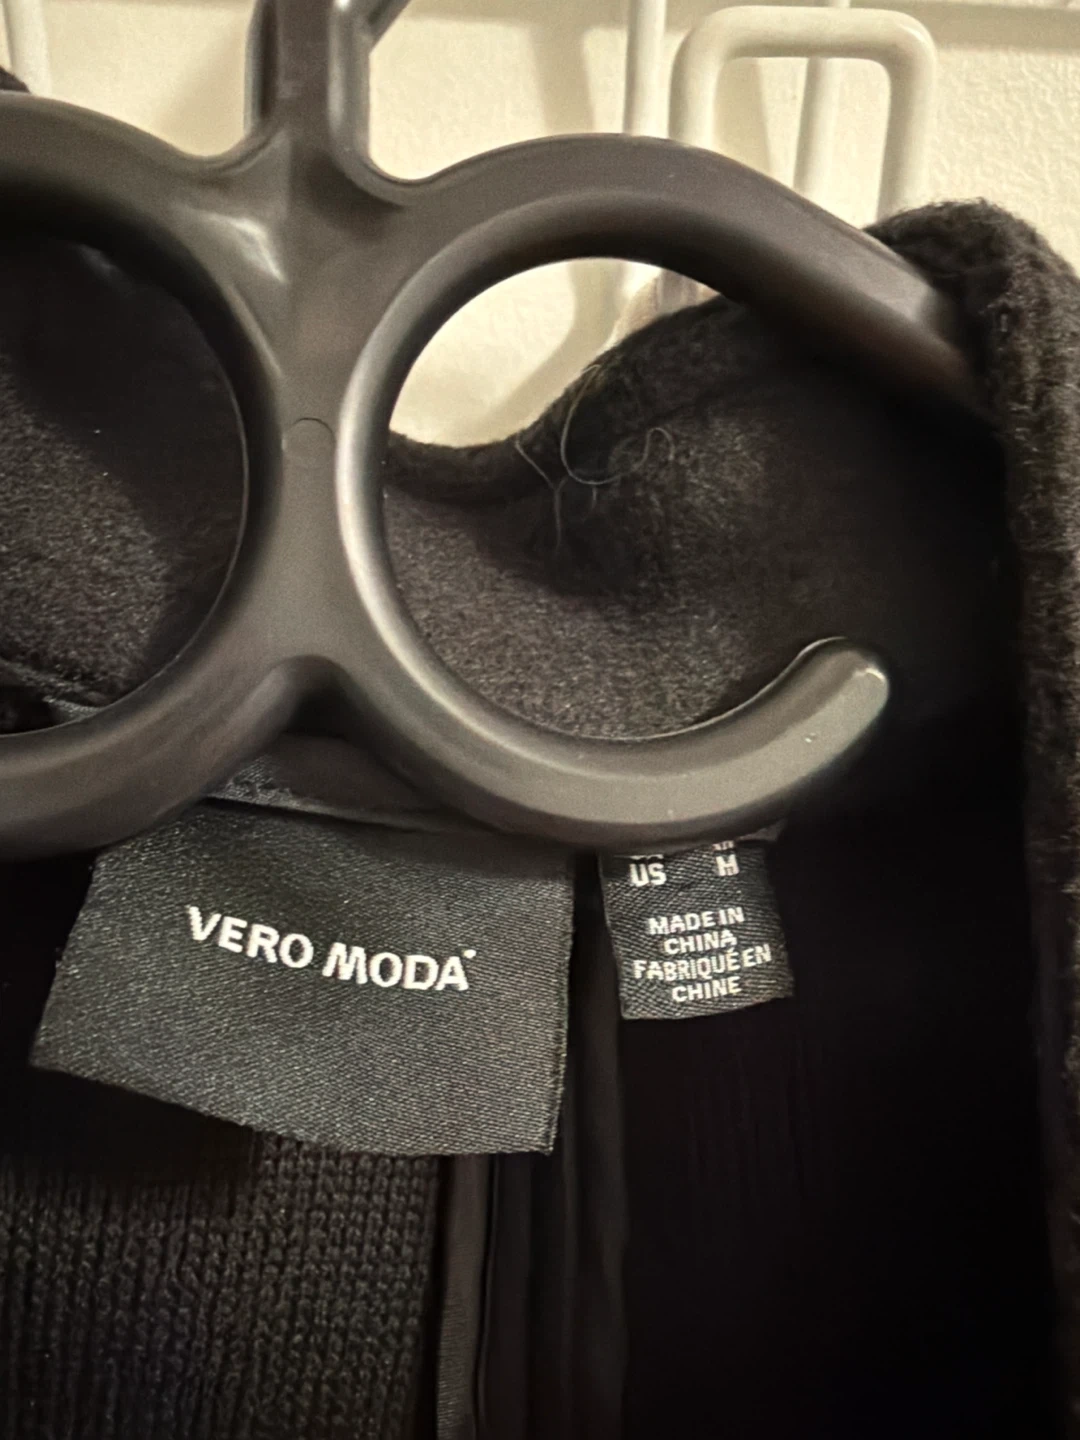 VERO MODA
US M
MADE IN
CHINA
FABRIQUÉ EN
CHINE